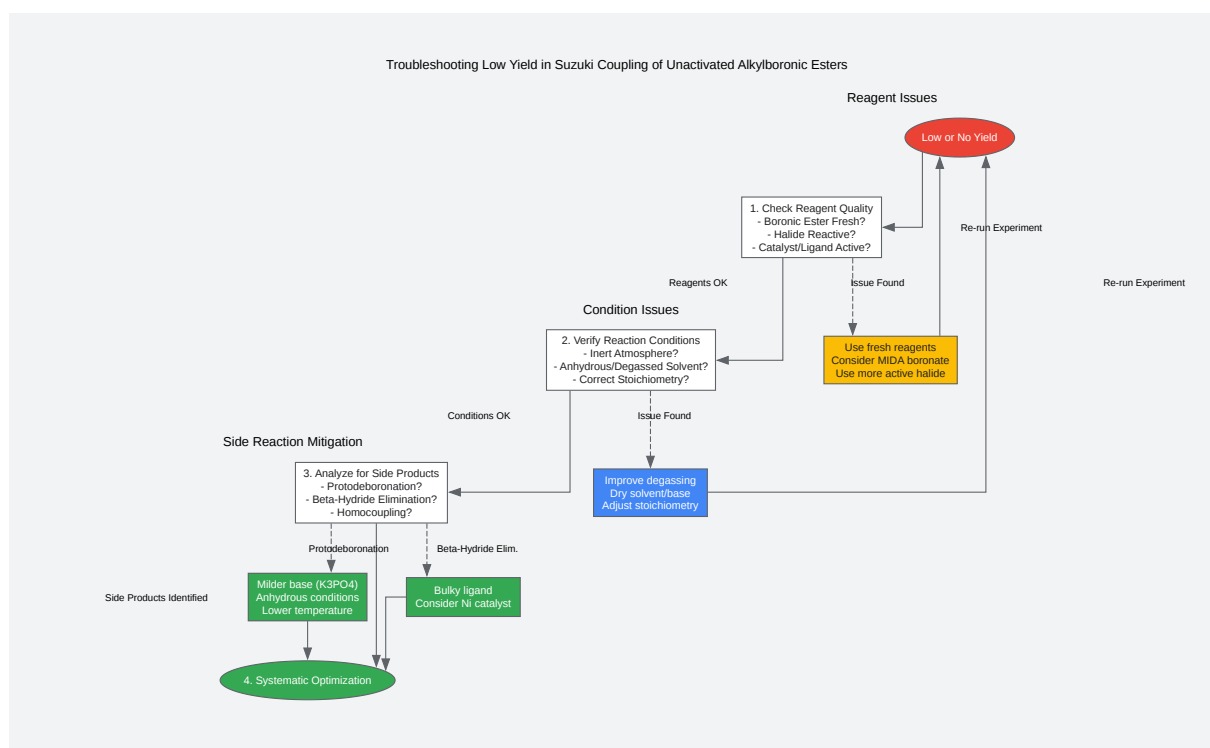 Troubleshooting Low Yield in Suzuki Coupling of Unactivated Alkylboronic Esters
Reagent Issues
Low or No Yield
1. Check Reagent Quality
- Boronic Ester Fresh?
- Halide Reactive?
- Catalyst/Ligand Active?
Re-run Experiment
Reagents OK
Issue Found
Re-run Experiment
Condition Issues
2. Verify Reaction Conditions
- Inert Atmosphere?
- Anhydrous/Degassed Solvent?
- Correct Stoichiometry?
Use fresh reagents
Consider MIDA boronate
Use more active halide
Conditions OK
Issue Found
Side Reaction Mitigation
3. Analyze for Side Products
- Protodeboronation?
- Beta-Hydride Elimination?
- Homocoupling?
Improve degassing
Dry solvent/base
Adjust stoichiometry
Protodeboronation
Beta-Hydride Elim.
Side Products Identified
Milder base (K3PO4)
Anhydrous conditions
Lower temperature
Bulky ligand
Consider Ni catalyst
4. Systematic Optimization